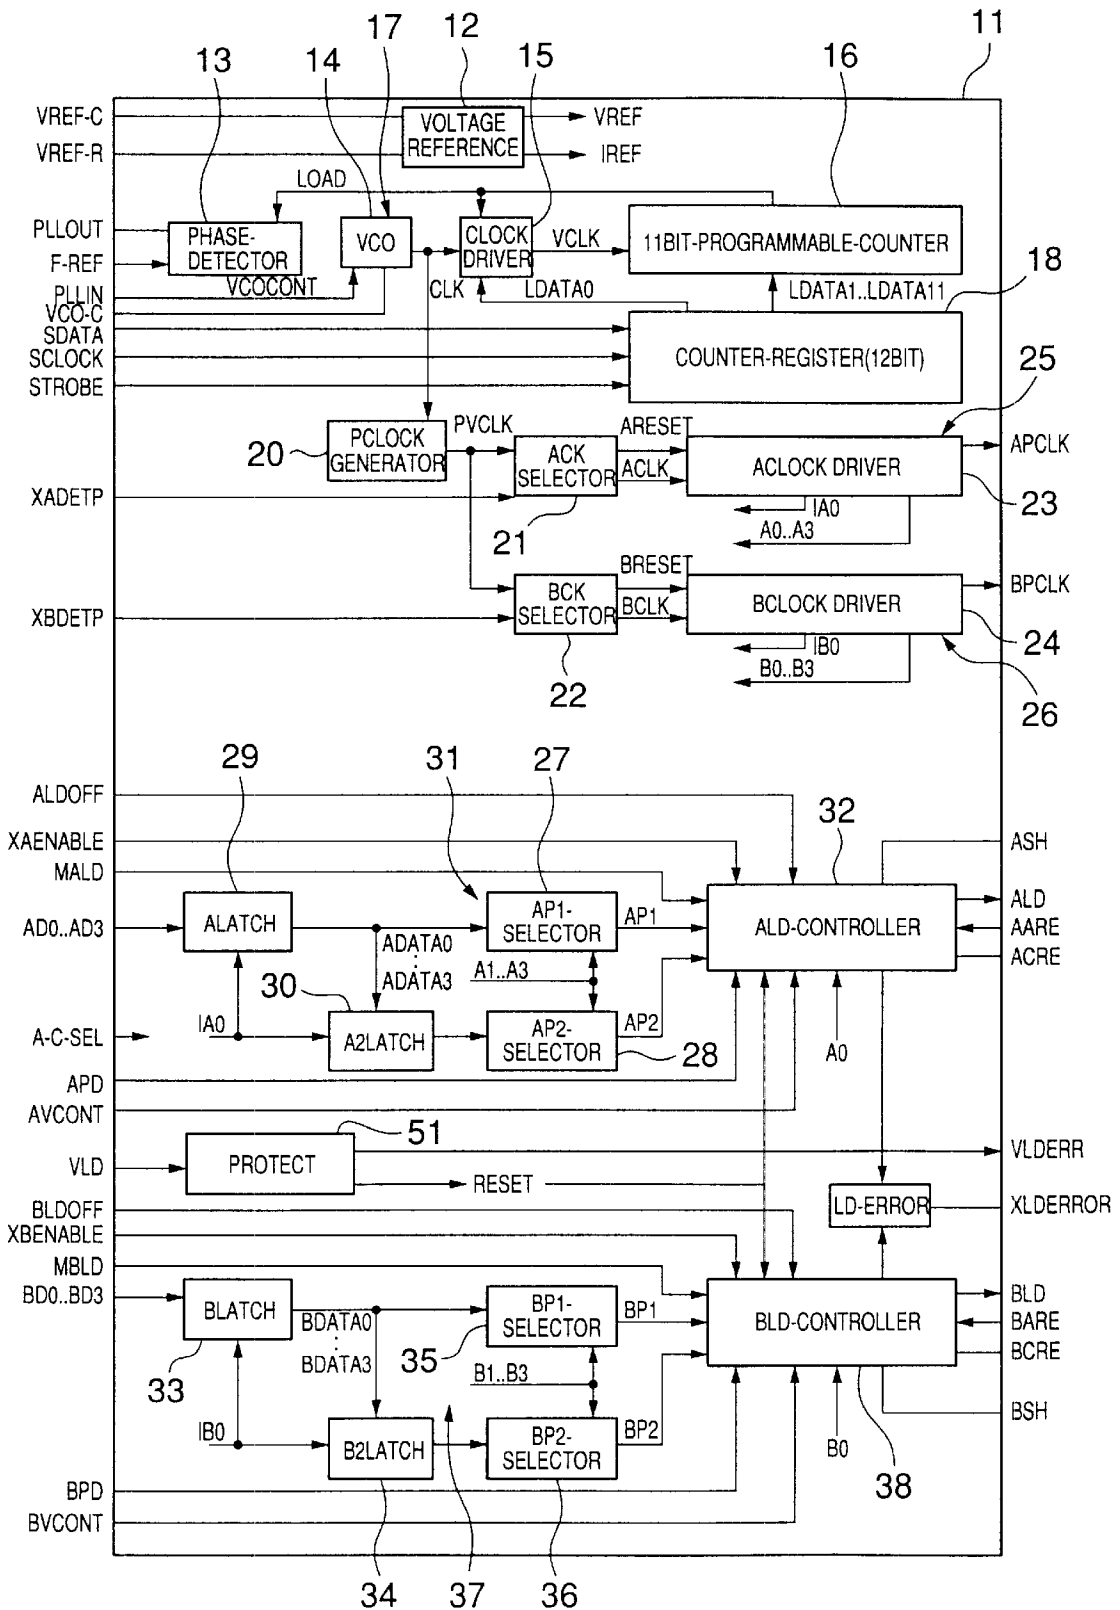 17 12 15 11
13 14 16
VREF-C VOLTAGE REFERENCE VREF
VREF-R IREF
LOAD
PLLOUT PHASE-DETECTOR VCO CLOCK DRIVER VCLK 11BIT-PROGRAMMABLE-COUNTER
F-REF
VCOCONT CLK LDATA0 LDATA1..LDATA11 18
PLLIN
VCO-C
SDATA
SCLOCK COUNTER-REGISTER(12BIT)
STROBE
25
20 PCLOCK GENERATOR PVCLK ACK SELECTOR ARESET ACLK ACLOCK DRIVER APCLK
XADETP 21 IA0 23
A0..A3
BCK SELECTOR BRESET BCLK BCLOCK DRIVER BPCLK
XBDETP 24
22 IB0
B0..B3 26
29 31 27
ALDOFF 32
XAENABLE ASH
MALD
ALATCH AP1-SELECTOR AP1 ALD-CONTROLLER ALD
AD0..AD3 AARE
ADATA0
:
ADATA3 A1..A3 ACRE
30
A-C-SEL IA0 A2LATCH AP2-SELECTOR AP2 28 A0
APD
AVCONT
51
VLD PROTECT VLDERR
RESET
BLDOFF LD-ERROR XLDERROR
XBENABLE
MBLD
BD0..BD3 BLATCH BP1-SELECTOR BP1 BLD-CONTROLLER BLD
BDATA0
:
BDATA3 35 BARE
33 B1..B3 BCRE
IB0 B2LATCH BP2-SELECTOR BP2 B0 BSH
38
BPD
BVCONT
34 37 36